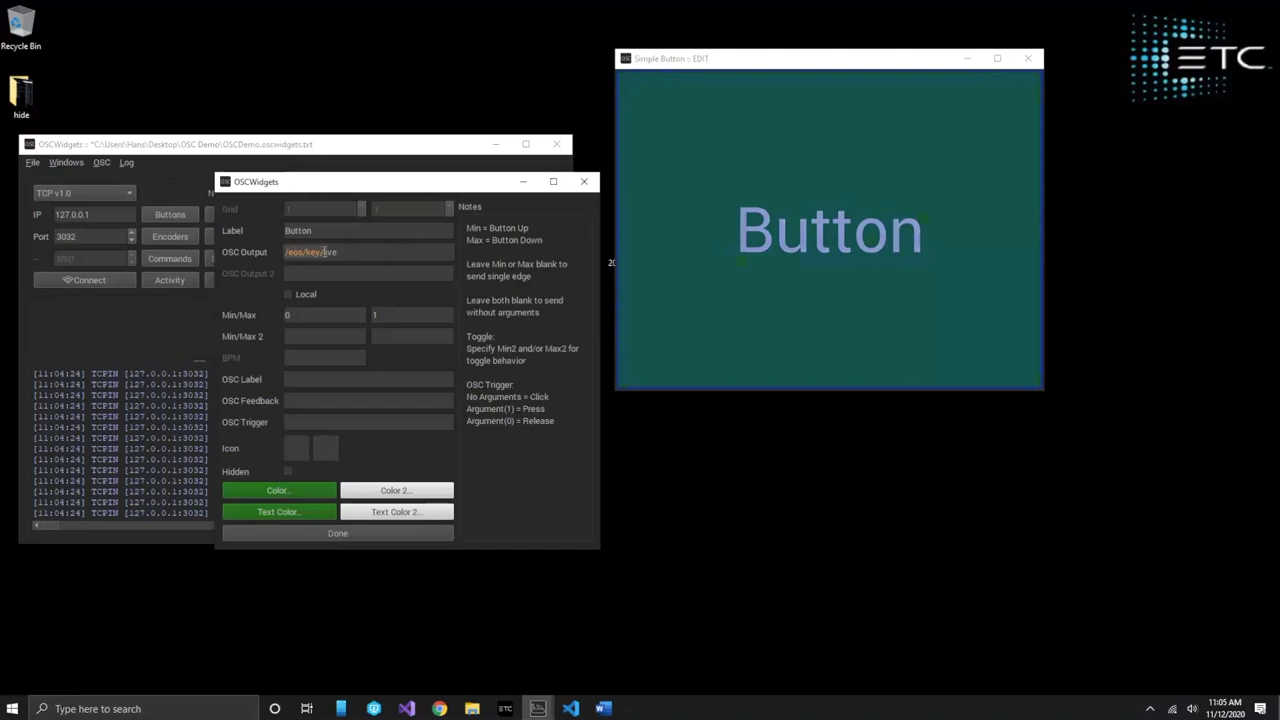 Recycle Bin
hide
ETC
Simple Button :: EDIT
Button
OSCWidgets :: *C:\Users\Hans\Desktop\OSC Demo\OSCDemo.oscwidgets.txt
File Windows OSC Log
TCP v1.0
IP 127.0.0.1 Buttons
Port 3032 Encoders
-- 8001 Commands
Connect Activity
.....
[11:04:24] TCPIN [127.0.0.1:3032]
[11:04:24] TCPIN [127.0.0.1:3032]
[11:04:24] TCPIN [127.0.0.1:3032]
[11:04:24] TCPIN [127.0.0.1:3032]
[11:04:24] TCPIN [127.0.0.1:3032]
[11:04:24] TCPIN [127.0.0.1:3032]
[11:04:24] TCPIN [127.0.0.1:3032]
[11:04:24] TCPIN [127.0.0.1:3032]
[11:04:24] TCPIN [127.0.0.1:3032]
[11:04:24] TCPIN [127.0.0.1:3032]
[11:04:24] TCPIN [127.0.0.1:3032]
[11:04:24] TCPIN [127.0.0.1:3032]
[11:04:24] TCPIN [127.0.0.1:3032]
[11:04:24] TCPIN [127.0.0.1:3032]
OSCWidgets
Grid 1 1
Label Button
OSC Output /eos/key/live
OSC Output 2
Local
Min/Max 0 1
Min/Max 2
BPM
OSC Label
OSC Feedback
OSC Trigger
Icon
Hidden
Color... Color 2...
Text Color... Text Color 2...
Done
Notes
Min = Button Up
Max = Button Down
Leave Min or Max blank to
send single edge
Leave both blank to send
without arguments
Toggle:
Specify Min2 and/or Max2 for
toggle behavior
OSC Trigger:
No Arguments = Click
Argument(1) = Press
Argument(0) = Release
20
Type here to search
ETC
11:05 AM
11/12/2020